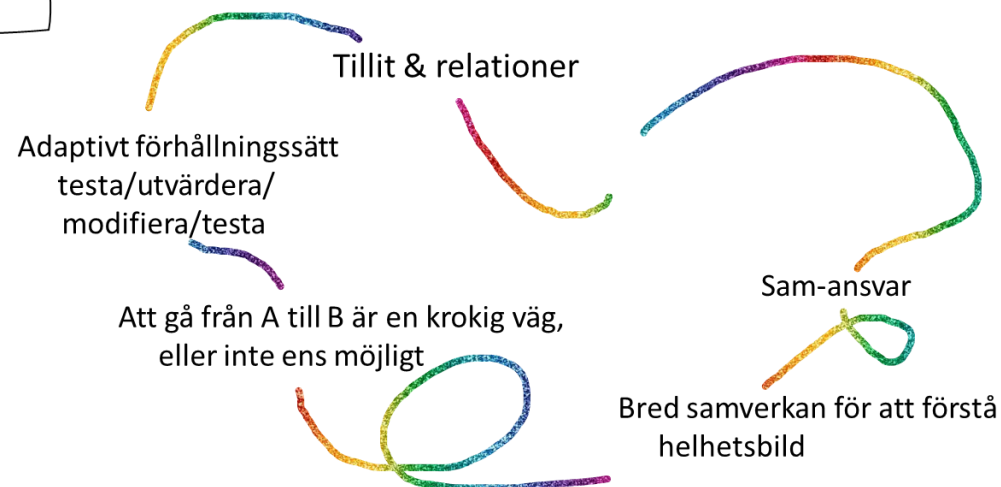 Tillit & relationer
Adaptivt förhållningssätt
testa/utvärdera/
modifiera/testa
Att gå från A till B är en krokig väg,
eller inte ens möjligt
Sam-ansvar
Bred samverkan för att förstå
helhetsbild